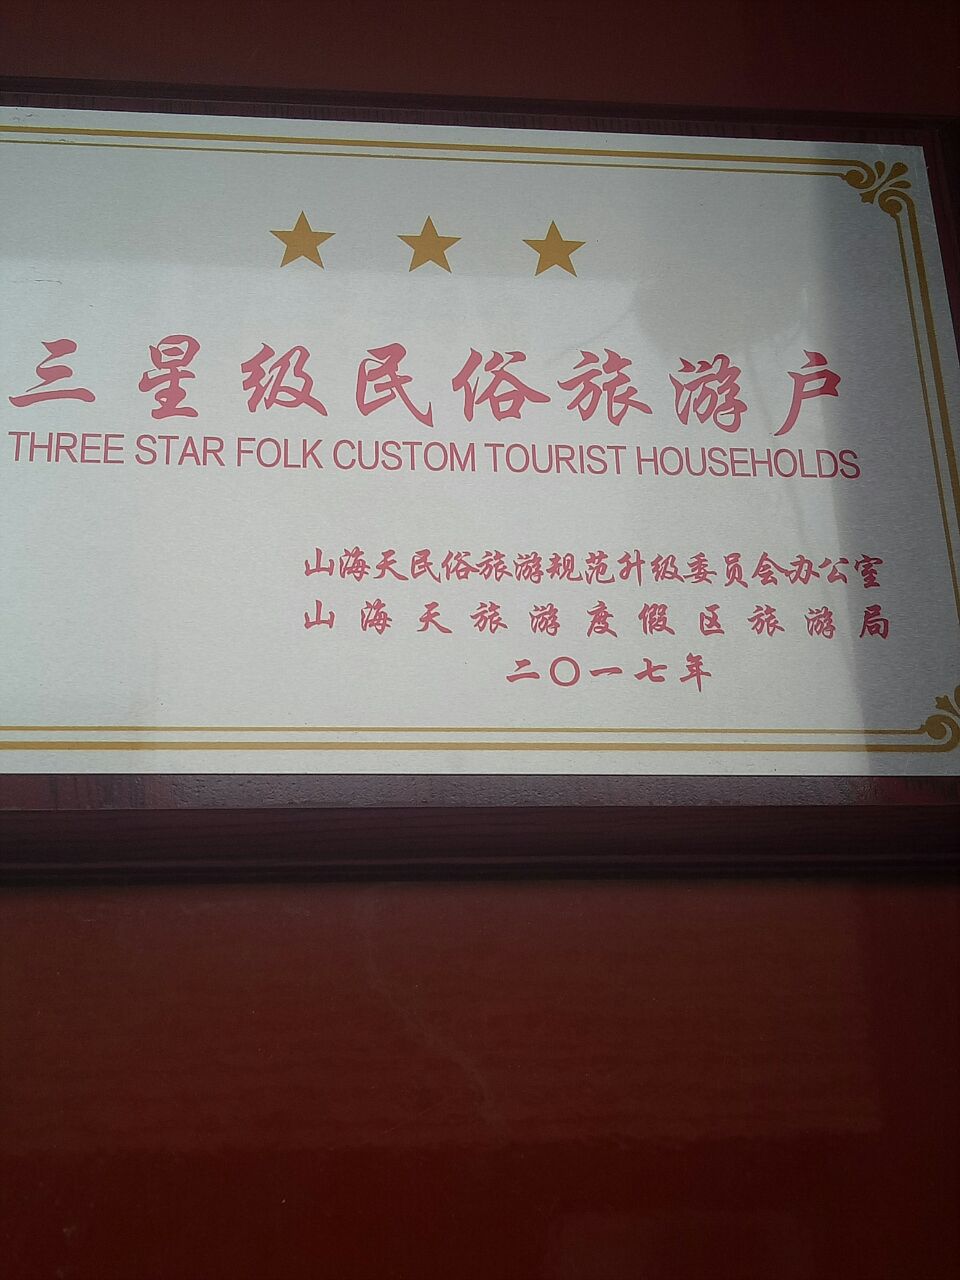 三星级民俗旅游户
THREE STAR FOLK CUSTOM TOURIST HOUSEHOLDS
山海天民俗旅游规范升级委员会办公室
山海天旅游度假区旅游局
二〇一七年